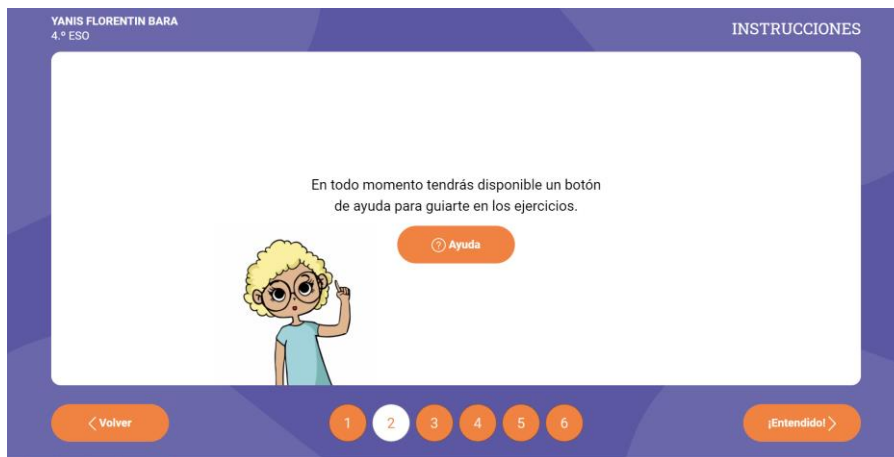 YANIS FLORENTIN BARA
4.º ESO
INSTRUCCIONES
En todo momento tendrás disponible un botón
de ayuda para guiarte en los ejercicios.
? Ayuda
< Volver
1 2 3 4 5 6
¡Entendido! >